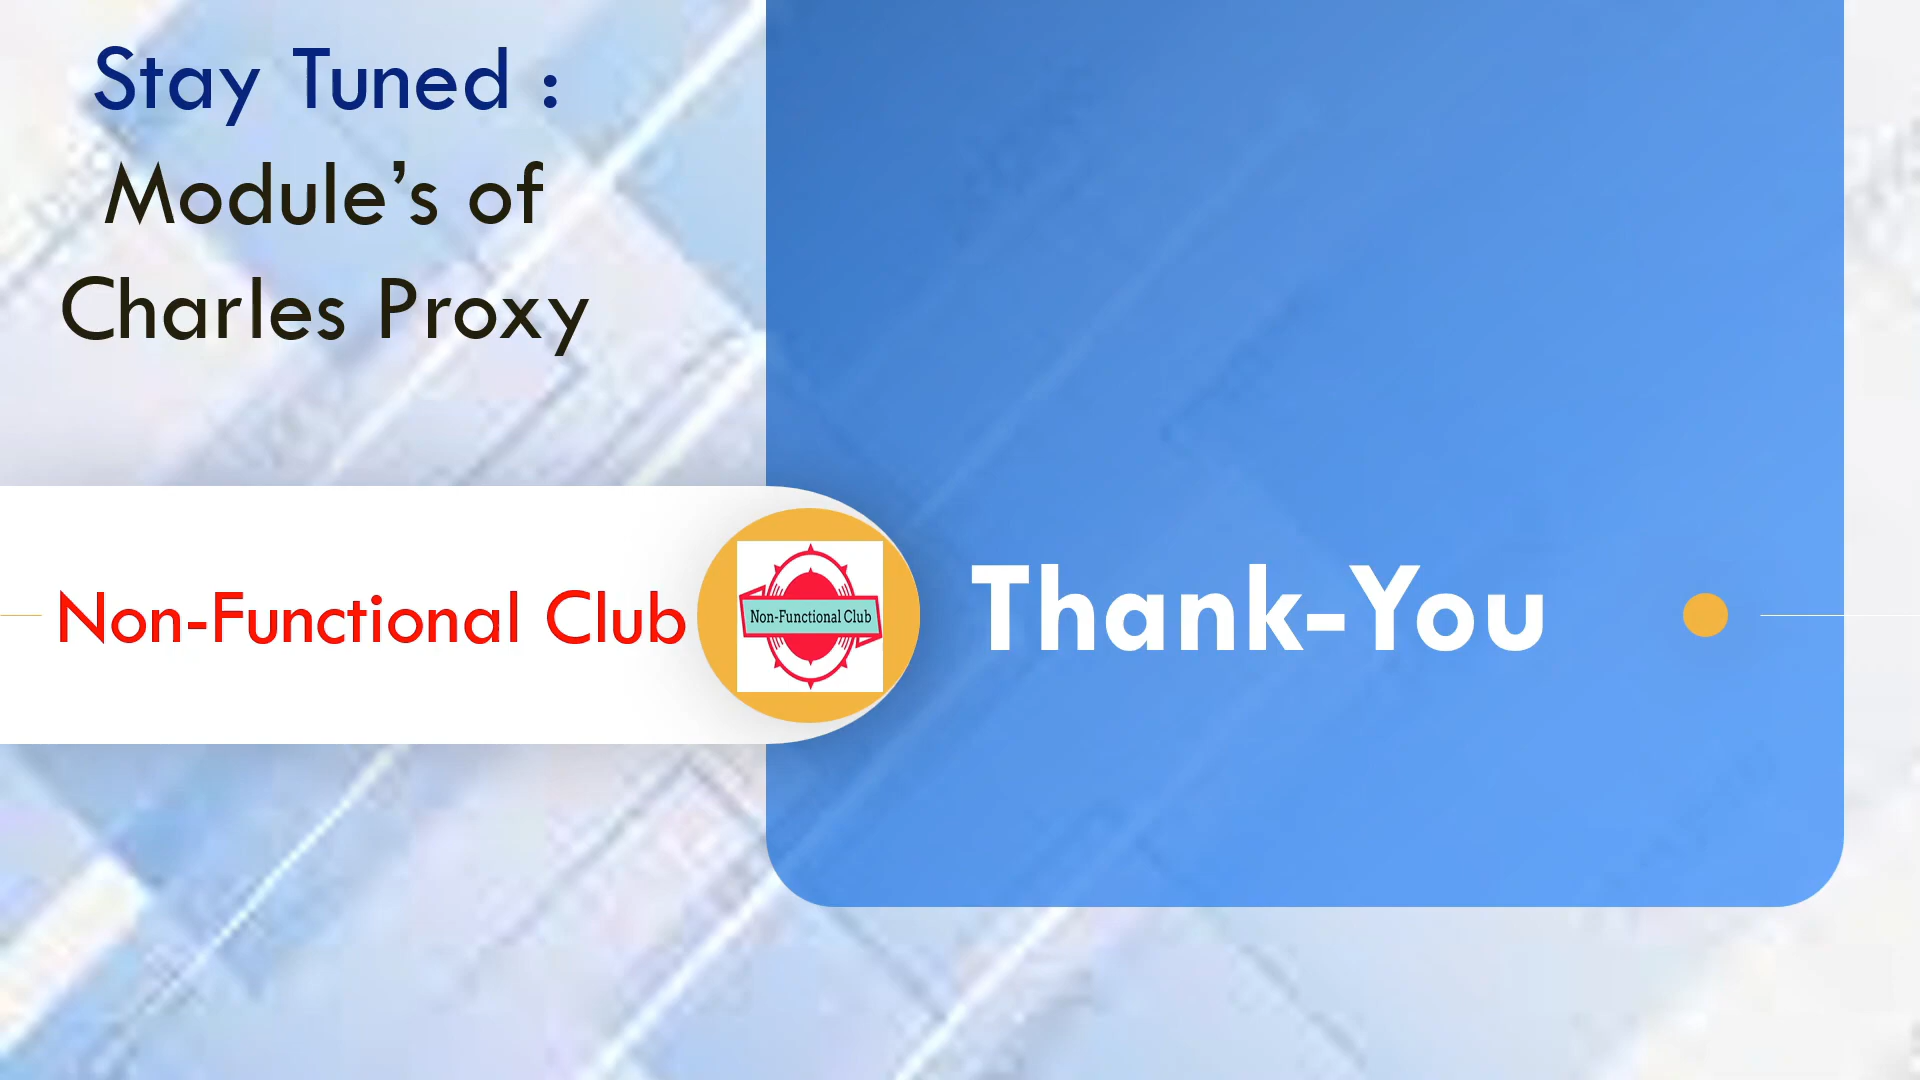 Stay Tuned :
Module’s of
Charles Proxy
Non-Functional Club
Non-Functional Club
Thank-You